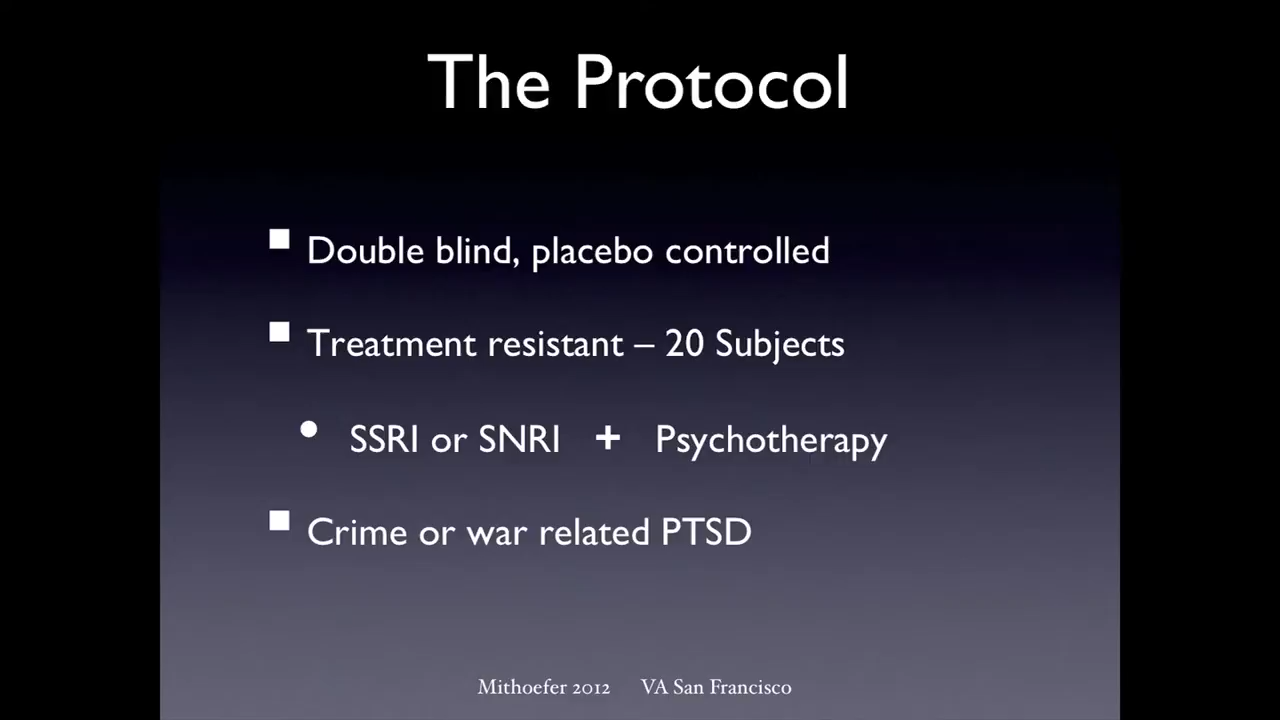 The Protocol
Double blind, placebo controlled
Treatment resistant – 20 Subjects
SSRI or SNRI + Psychotherapy
Crime or war related PTSD
Mithoefer 2012 VA San Francisco